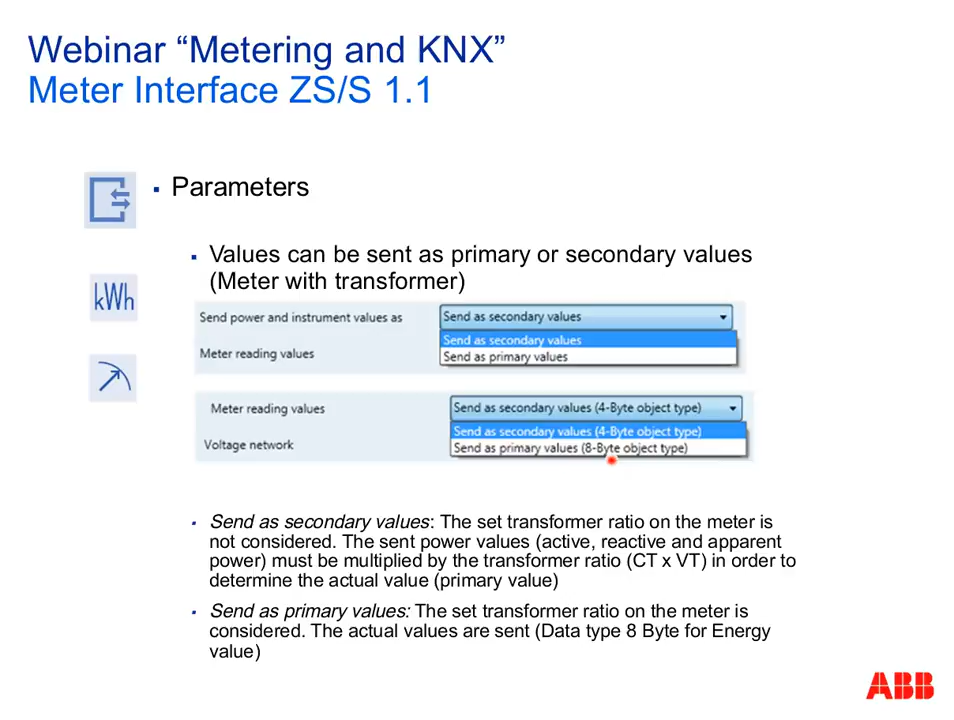 Webinar “Metering and KNX”
Meter Interface ZS/S 1.1
Parameters
Values can be sent as primary or secondary values
(Meter with transformer)
kWh
Send power and instrument values as
Send as secondary values
Send as secondary values
Meter reading values
Send as primary values
Meter reading values
Send as secondary values (4-Byte object type)
Send as secondary values (4-Byte object type)
Voltage network
Send as primary values (8-Byte object type)
Send as secondary values: The set transformer ratio on the meter is
not considered. The sent power values (active, reactive and apparent
power) must be multiplied by the transformer ratio (CT x VT) in order to
determine the actual value (primary value)
Send as primary values: The set transformer ratio on the meter is
considered. The actual values are sent (Data type 8 Byte for Energy
value)
ABB